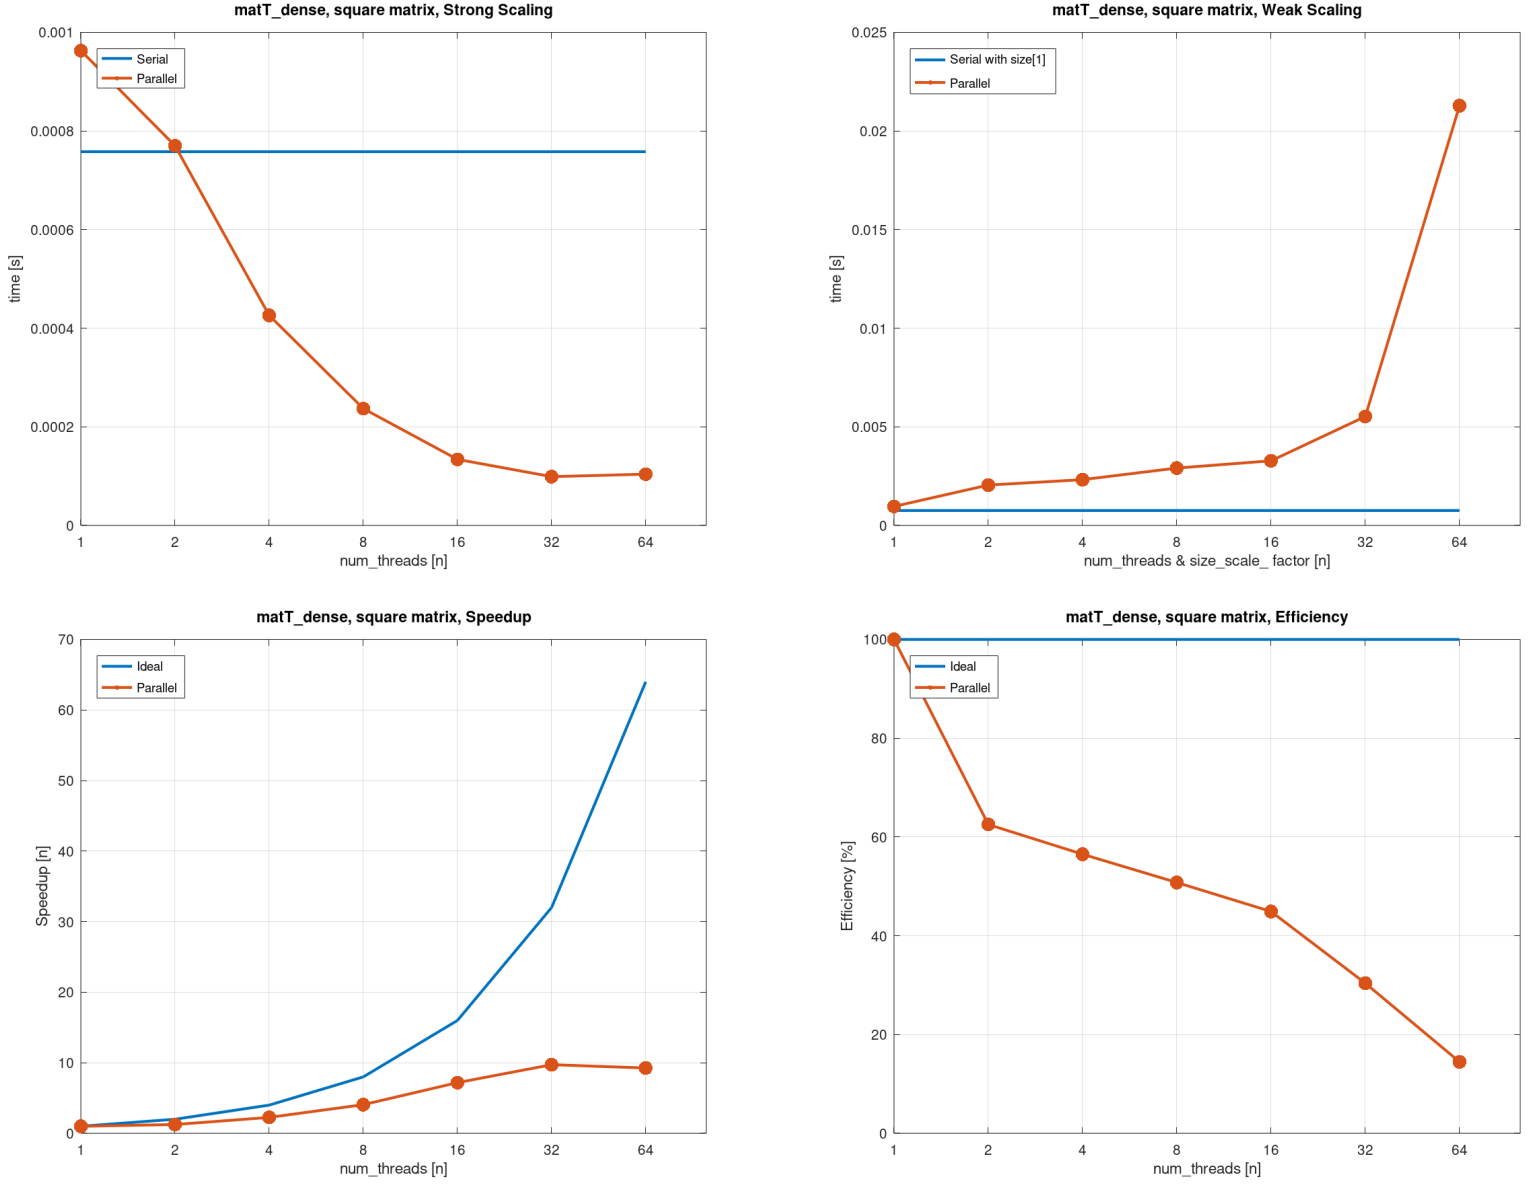 matT_dense, square matrix, Strong Scaling
0.001
0.0008
0.0006
0.0004
0.0002
0
time [s]
Serial
Parallel
1 2 4 8 16 32 64
num_threads [n]
matT_dense, square matrix, Weak Scaling
0.025
0.02
0.015
0.01
0.005
0
time [s]
Serial with size[1]
Parallel
1 2 4 8 16 32 64
num_threads & size_scale_ factor [n]
matT_dense, square matrix, Speedup
70
60
50
40
30
20
10
0
Speedup [n]
Ideal
Parallel
1 2 4 8 16 32 64
num_threads [n]
matT_dense, square matrix, Efficiency
100
80
60
40
20
0
Efficiency [%]
Ideal
Parallel
1 2 4 8 16 32 64
num_threads [n]